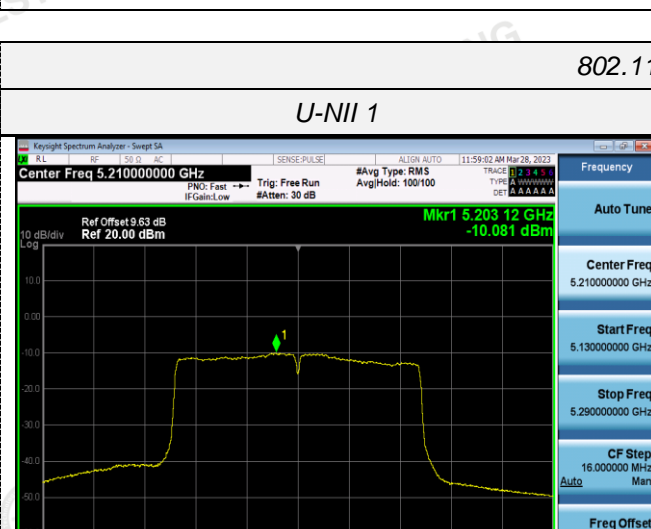 802.11
U-NII 1
Keysight Spectrum Analyzer - Swept SA
LXI RL RF 50 Ω AC SENSE:PULSE ALIGN AUTO 11:59:02 AM Mar 28, 2023
Center Freq 5.210000000 GHz
PNO: Fast
IFGain:Low
Trig: Free Run
#Atten: 30 dB
#Avg Type: RMS
Avg|Hold: 100/100
TRACE 1 2 3 4 5 6
TYPE A WWWWW
DET A A A A A A
Frequency
Mkr1 5.203 12 GHz
-10.081 dBm
Ref Offset 9.63 dB
10 dB/div Ref 20.00 dBm
Log
10.0
0.00
-10.0
-20.0
-30.0
-40.0
-50.0
1
Auto Tune
Center Freq
5.210000000 GHz
Start Freq
5.130000000 GHz
Stop Freq
5.290000000 GHz
CF Step
16.000000 MHz
Auto Man
Freq Offset